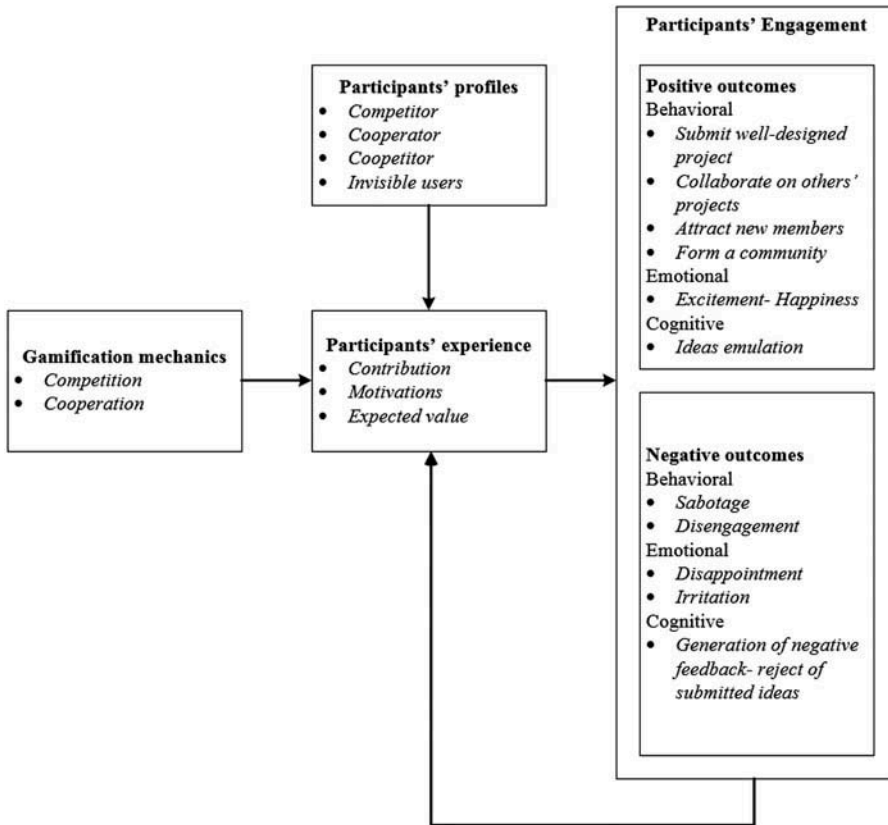 Participants' Engagement
Participants' profiles
• Competitor
• Cooperator
• Coopetitor
• Invisible users
Gamification mechanics
• Competition
• Cooperation
Participants' experience
• Contribution
• Motivations
• Expected value
Positive outcomes
Behavioral
• Submit well-designed
project
• Collaborate on others'
projects
• Attract new members
• Form a community
Emotional
• Excitement- Happiness
Cognitive
• Ideas emulation
Negative outcomes
Behavioral
• Sabotage
• Disengagement
Emotional
• Disappointment
• Irritation
Cognitive
• Generation of negative
feedback- reject of
submitted ideas